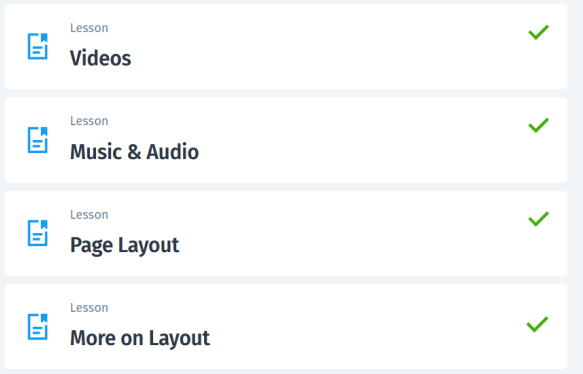 Lesson
Videos
Lesson
Music & Audio
Lesson
Page Layout
Lesson
More on Layout